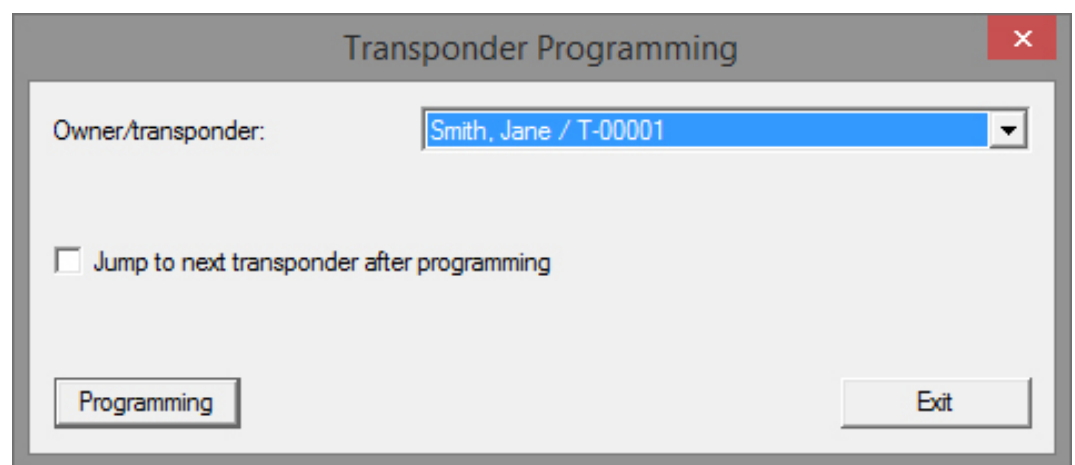 Transponder Programming
Owner/transponder:
Smith, Jane / T-00001
Jump to next transponder after programming
Programming
Exit